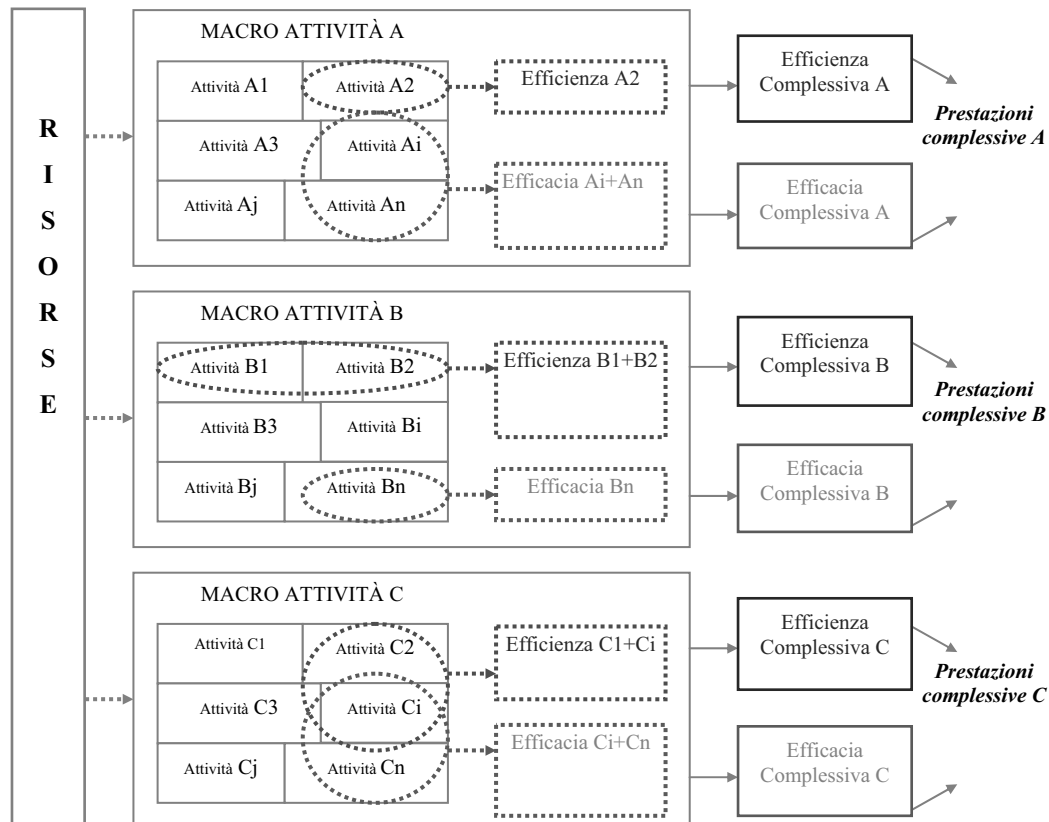 R
I
S
O
R
S
E
MACRO ATTIVITÀ A
Attività A1
Attività A2
Attività A3
Attività Ai
Attività Aj
Attività An
Efficienza A2
Efficacia Ai+An
Efficienza
Complessiva A
Efficacia
Complessiva A
Prestazioni
complessive A
MACRO ATTIVITÀ B
Attività B1
Attività B2
Attività B3
Attività Bi
Attività Bj
Attività Bn
Efficienza B1+B2
Efficacia Bn
Efficienza
Complessiva B
Efficacia
Complessiva B
Prestazioni
complessive B
MACRO ATTIVITÀ C
Attività C1
Attività C2
Attività C3
Attività Ci
Attività Cj
Attività Cn
Efficienza C1+Ci
Efficacia Ci+Cn
Efficienza
Complessiva C
Efficacia
Complessiva C
Prestazioni
complessive C